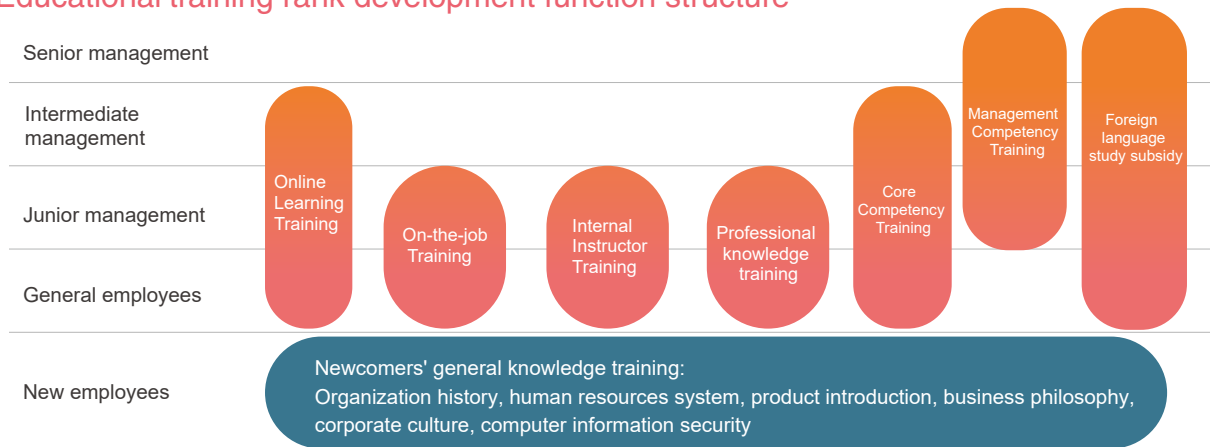 Educational training rank development function structure
Senior management
Intermediate
management
Junior management
General employees
New employees
Online
Learning
Training
On-the-job
Training
Internal
Instructor
Training
Professional
knowledge
training
Core
Competency
Training
Management
Competency
Training
Foreign
language
study subsidy
Newcomers' general knowledge training:
Organization history, human resources system, product introduction, business philosophy,
corporate culture, computer information security